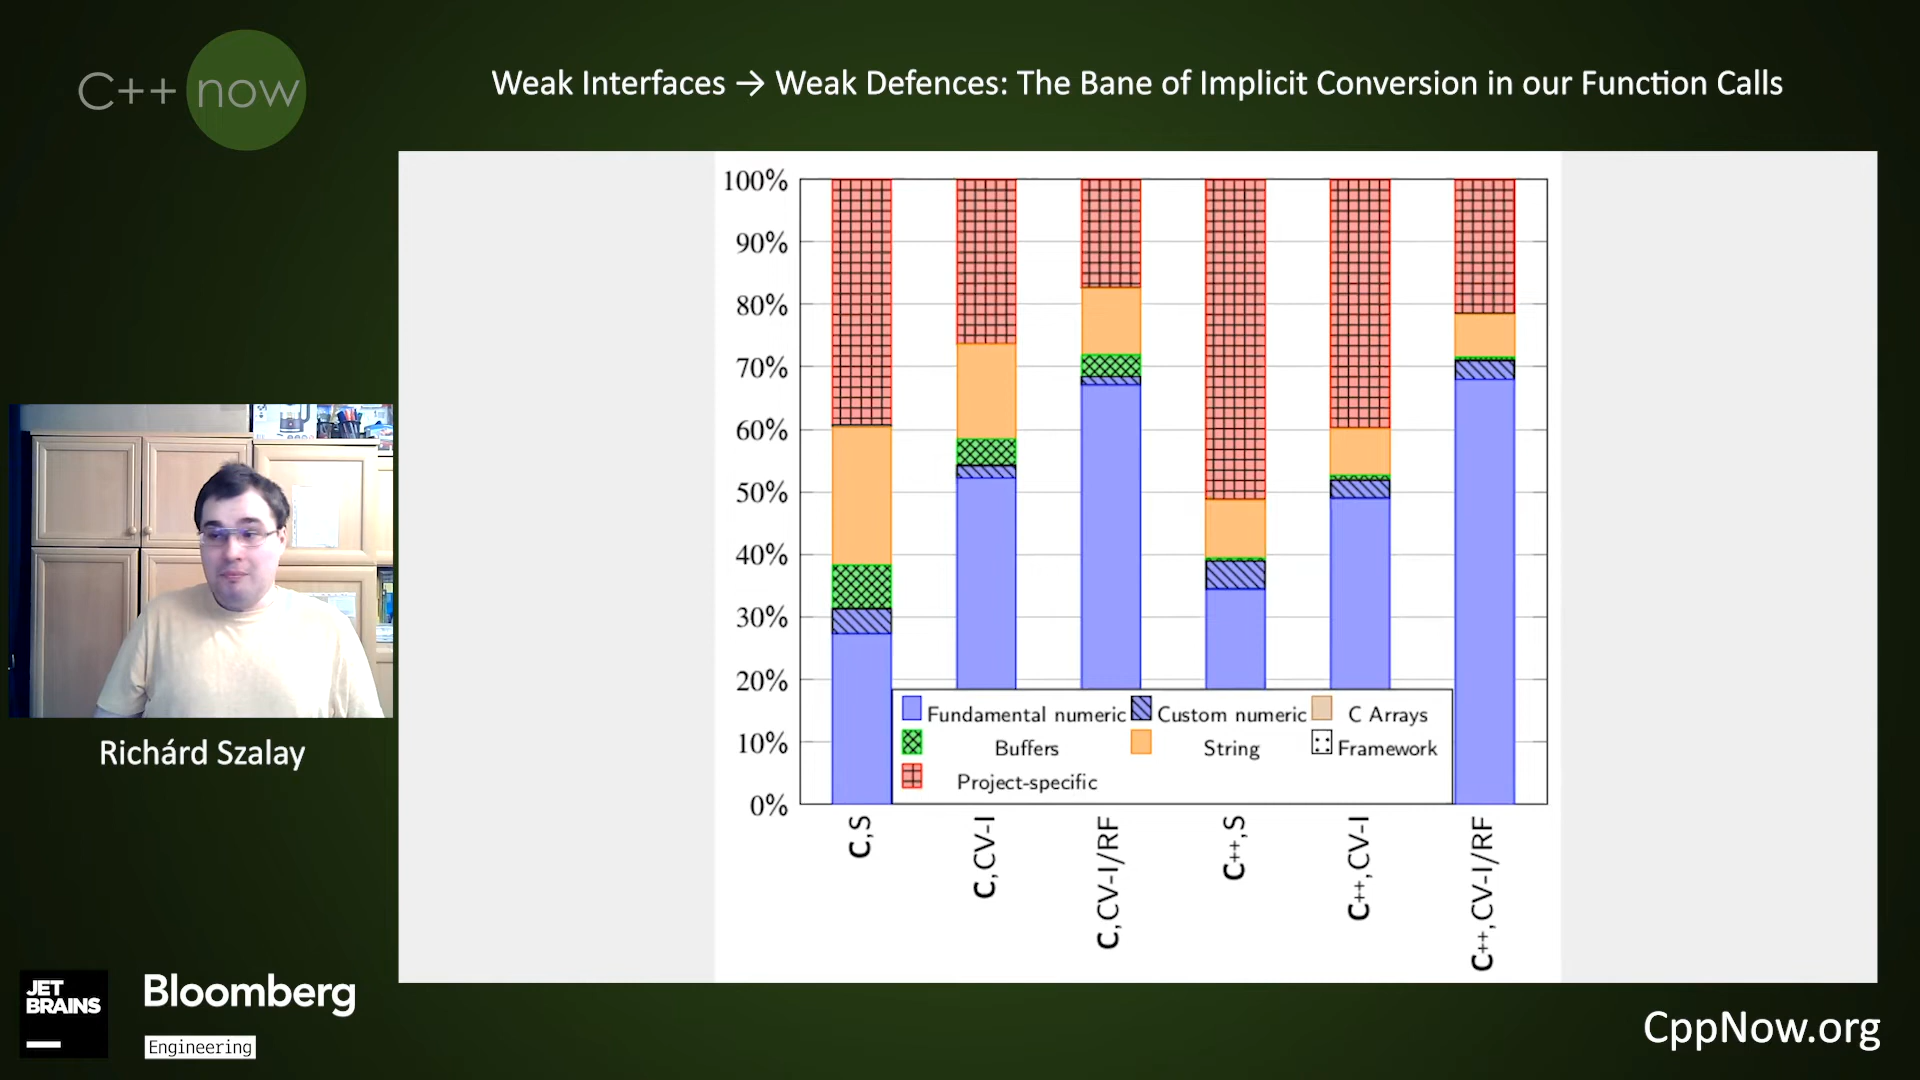 C++ now
Weak Interfaces → Weak Defences: The Bane of Implicit Conversion in our Function Calls
100%
90%
80%
70%
60%
50%
40%
30%
20%
10%
0%
Fundamental numeric
Custom numeric
C Arrays
Buffers
String
Framework
Project-specific
C,S
C,CV-I
C,CV-I/RF
C++,S
C++,CV-I
C++,CV-I/RF
Richárd Szalay
JET
BRAINS
Bloomberg
Engineering
CppNow.org